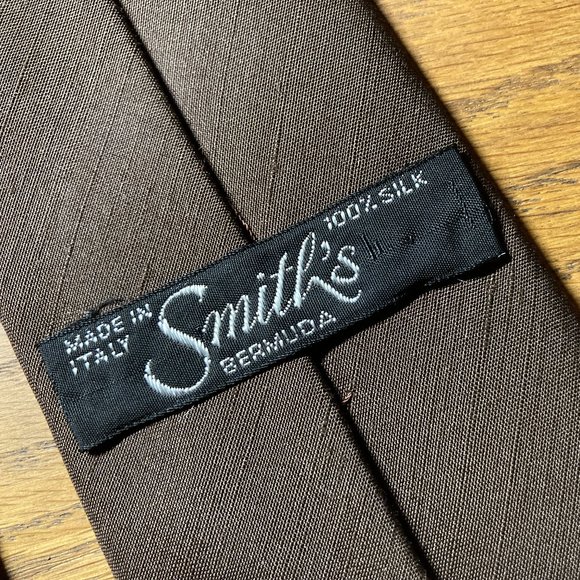 MADE IN
ITALY
Smith's
BERMUDA
100% SILK